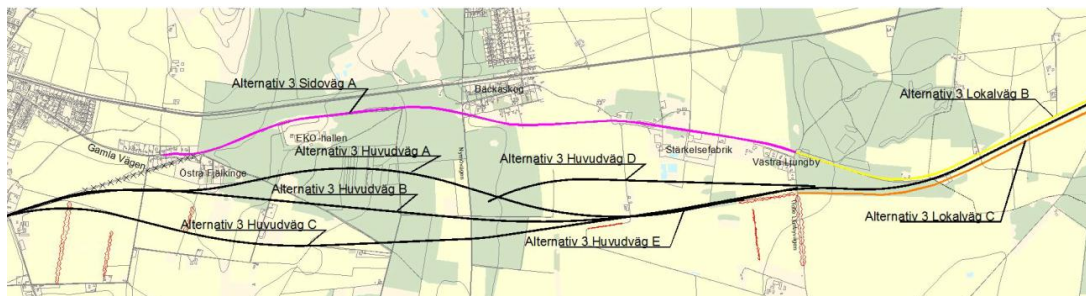 Alternativ 3 Sidoväg A
Bäckaskog
Alternativ 3 Lokalväg B
EKO-hallen
Gamla Vägen
Alternativ 3 Huvudväg A
Alternativ 3 Huvudväg D
Stärkelsefabrik
Västra Ljungby
Östra Fjälkinge
Alternativ 3 Huvudväg B
Alternativ 3 Huvudväg C
Alternativ 3 Huvudväg E
Alternativ 3 Lokalväg C